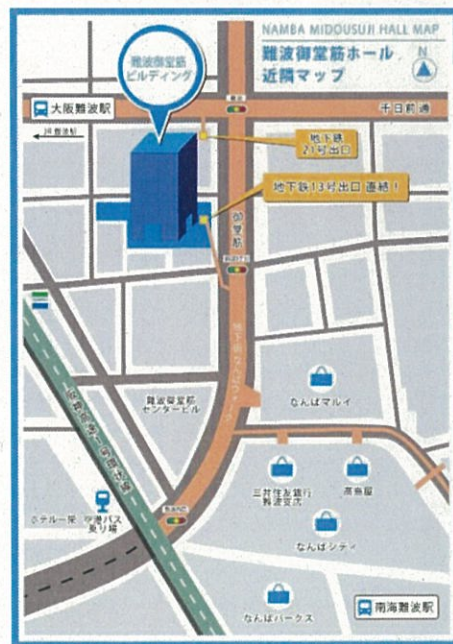 NAMBA MIDOUSUJI HALL MAP
難波御堂筋ホール
近隣マップ
N
難波御堂筋
ビルディング
大阪難波駅
千日前通
JR難波駅
地下鉄
21号出口
地下鉄13号出口 直結！
御堂筋
難波御堂筋
センタービル
なんばマルイ
三井住友銀行
難波支店
高島屋
なんばシティ
ホテル一栄
空港バス
乗り場
なんばパークス
南海難波駅